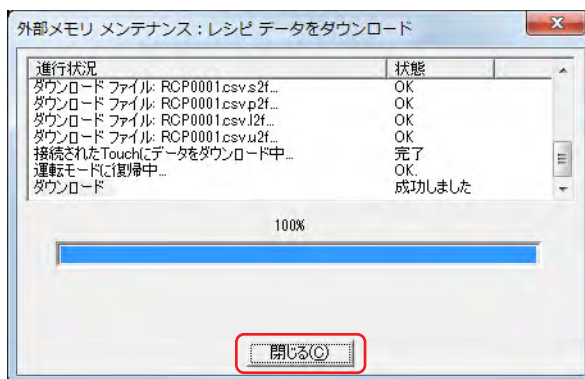 外部メモリ メンテナンス：レシピ データをダウンロード
進行状況 状態
ダウンロード ファイル: RCP0001.csv.s2f... OK
ダウンロード ファイル: RCP0001.csv.p2f... OK
ダウンロード ファイル: RCP0001.csv.l2f... OK
ダウンロード ファイル: RCP0001.csv.u2f... OK
接続されたTouchにデータをダウンロード中... 完了
運転モードに復帰中... OK.
ダウンロード 成功しました
100%
閉じる(C)